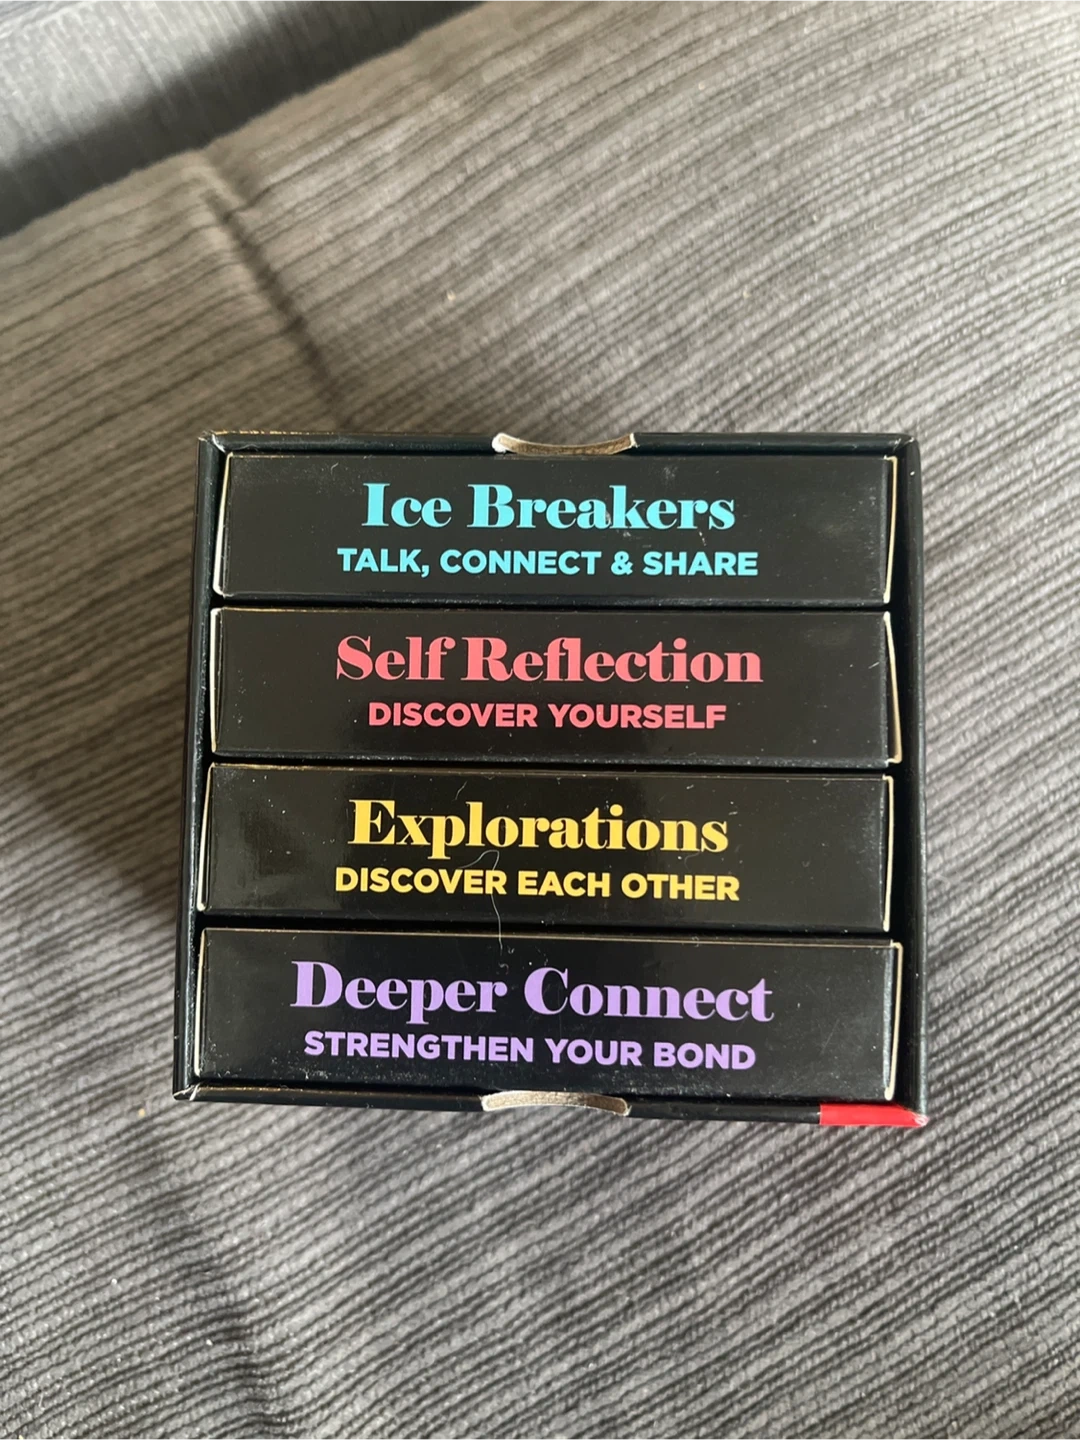 Ice Breakers
TALK, CONNECT & SHARE
Self Reflection
DISCOVER YOURSELF
Explorations
DISCOVER EACH OTHER
Deeper Connect
STRENGTHEN YOUR BOND